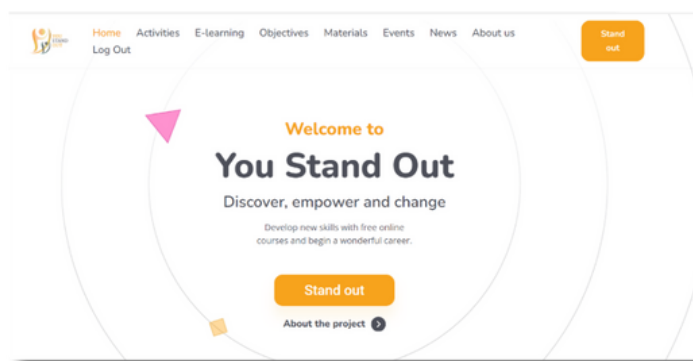 Home Activities E-learning Objectives Materials Events News About us
Log Out
Stand
out
Welcome to
You Stand Out
Discover, empower and change
Develop new skills with free online
courses and begin a wonderful career.
Stand out
About the project